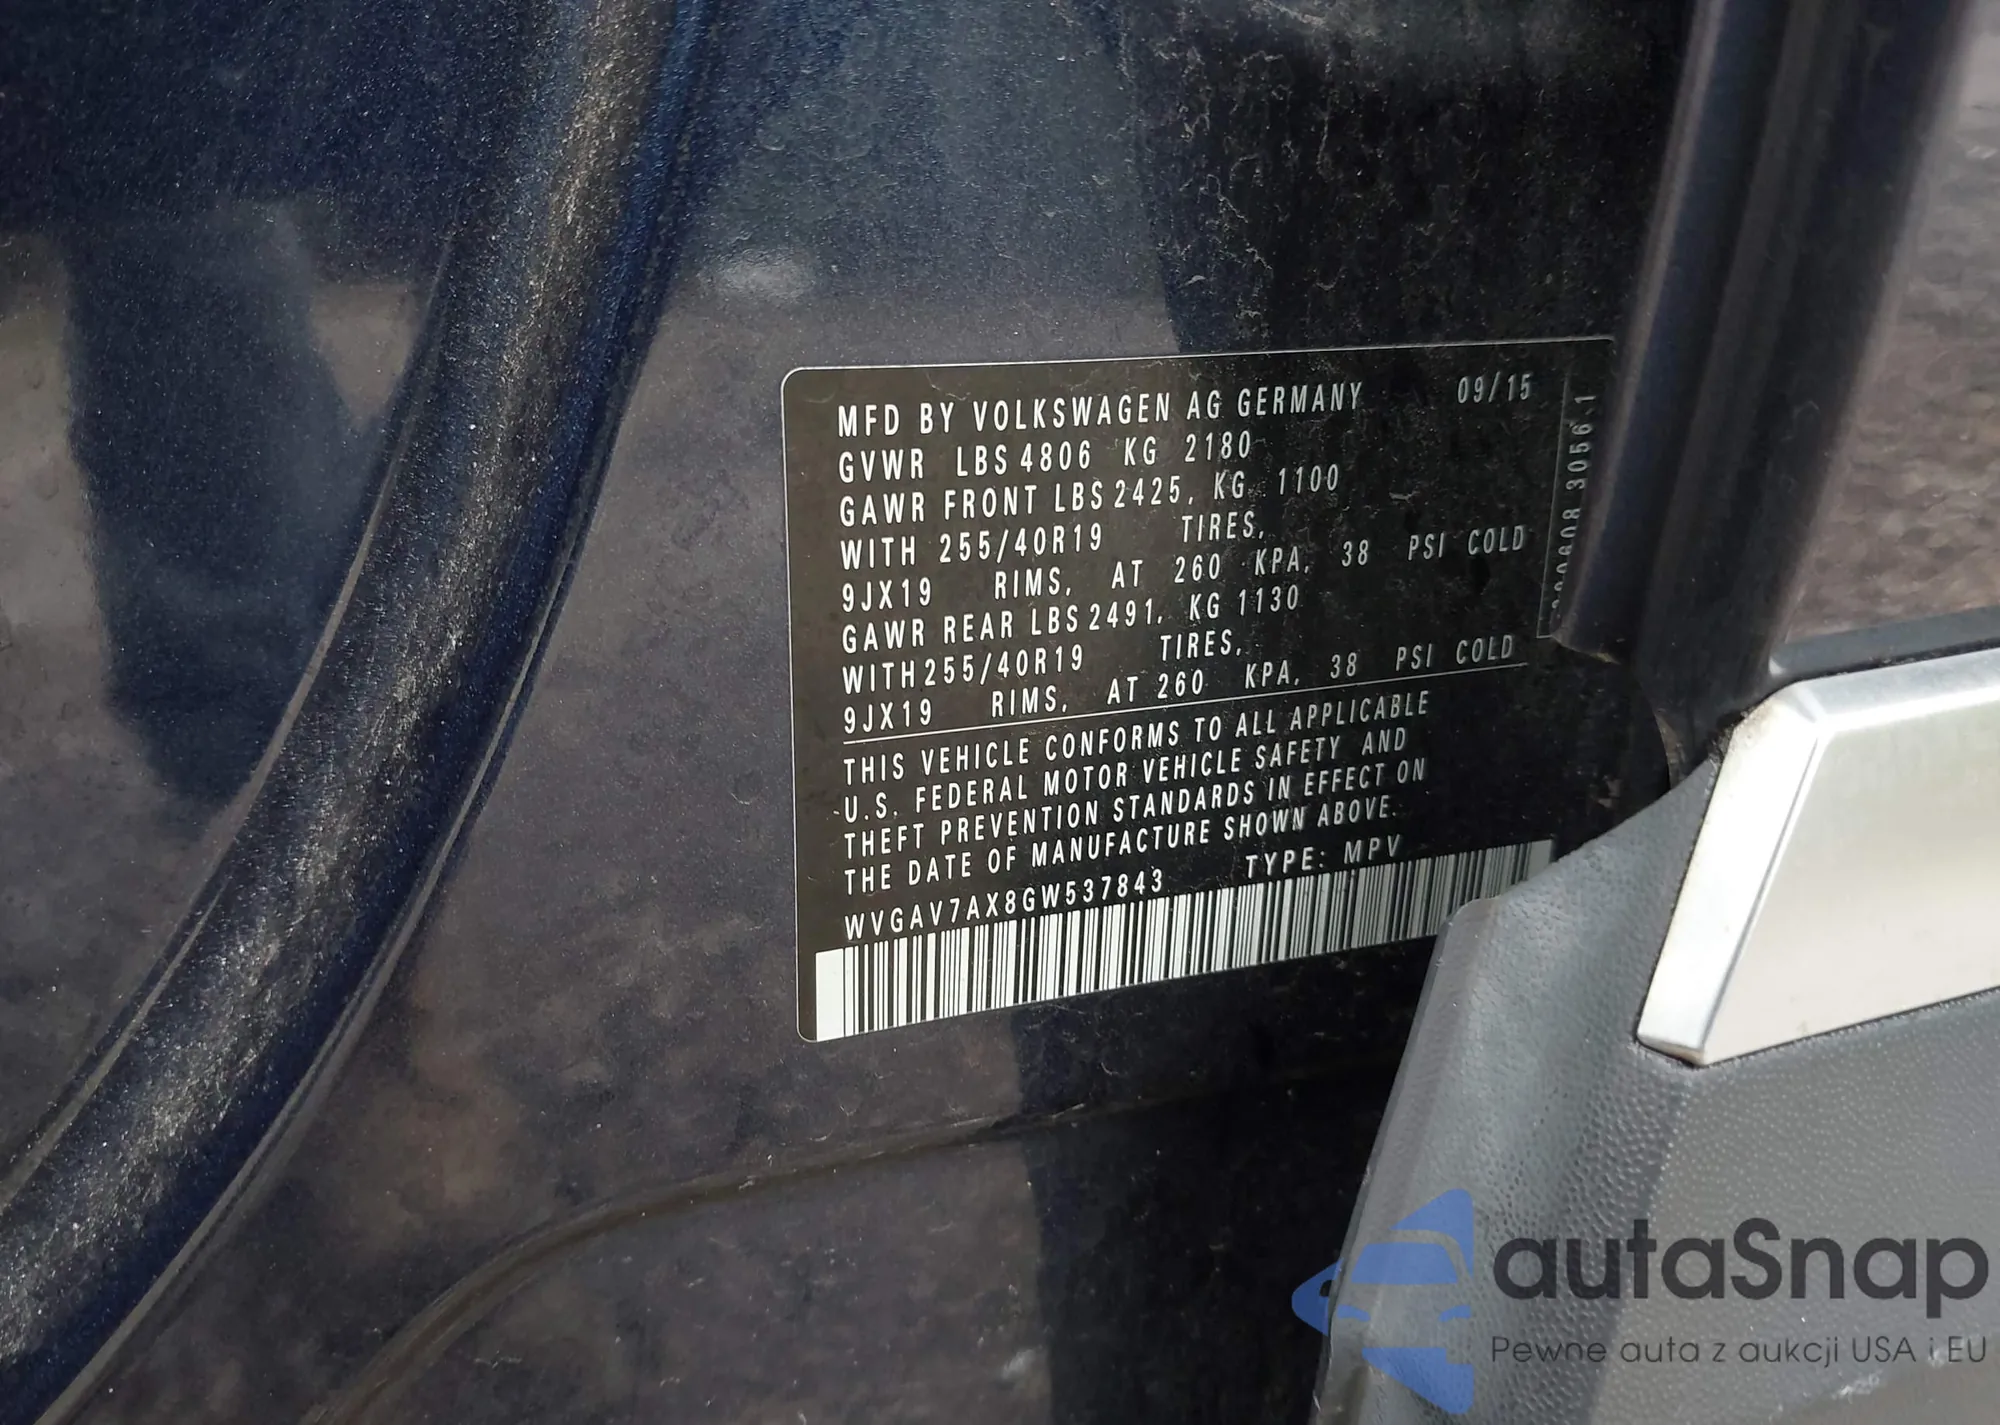 MFD BY VOLKSWAGEN AG GERMANY 09/15
GVWR LBS 4806 KG 2180
GAWR FRONT LBS 2425, KG 1100
WITH 255/40R19 TIRES,
9JX19 RIMS, AT 260 KPA, 38 PSI COLD
GAWR REAR LBS 2491, KG 1130
WITH 255/40R19 TIRES,
9JX19 RIMS, AT 260 KPA, 38 PSI COLD
THIS VEHICLE CONFORMS TO ALL APPLICABLE
U.S. FEDERAL MOTOR VEHICLE SAFETY AND
THEFT PREVENTION STANDARDS IN EFFECT ON
THE DATE OF MANUFACTURE SHOWN ABOVE.
WVGAV7AX8GW537843 TYPE: MPV
3056 1
autaSnap
Pewne auta z aukcji USA i EU